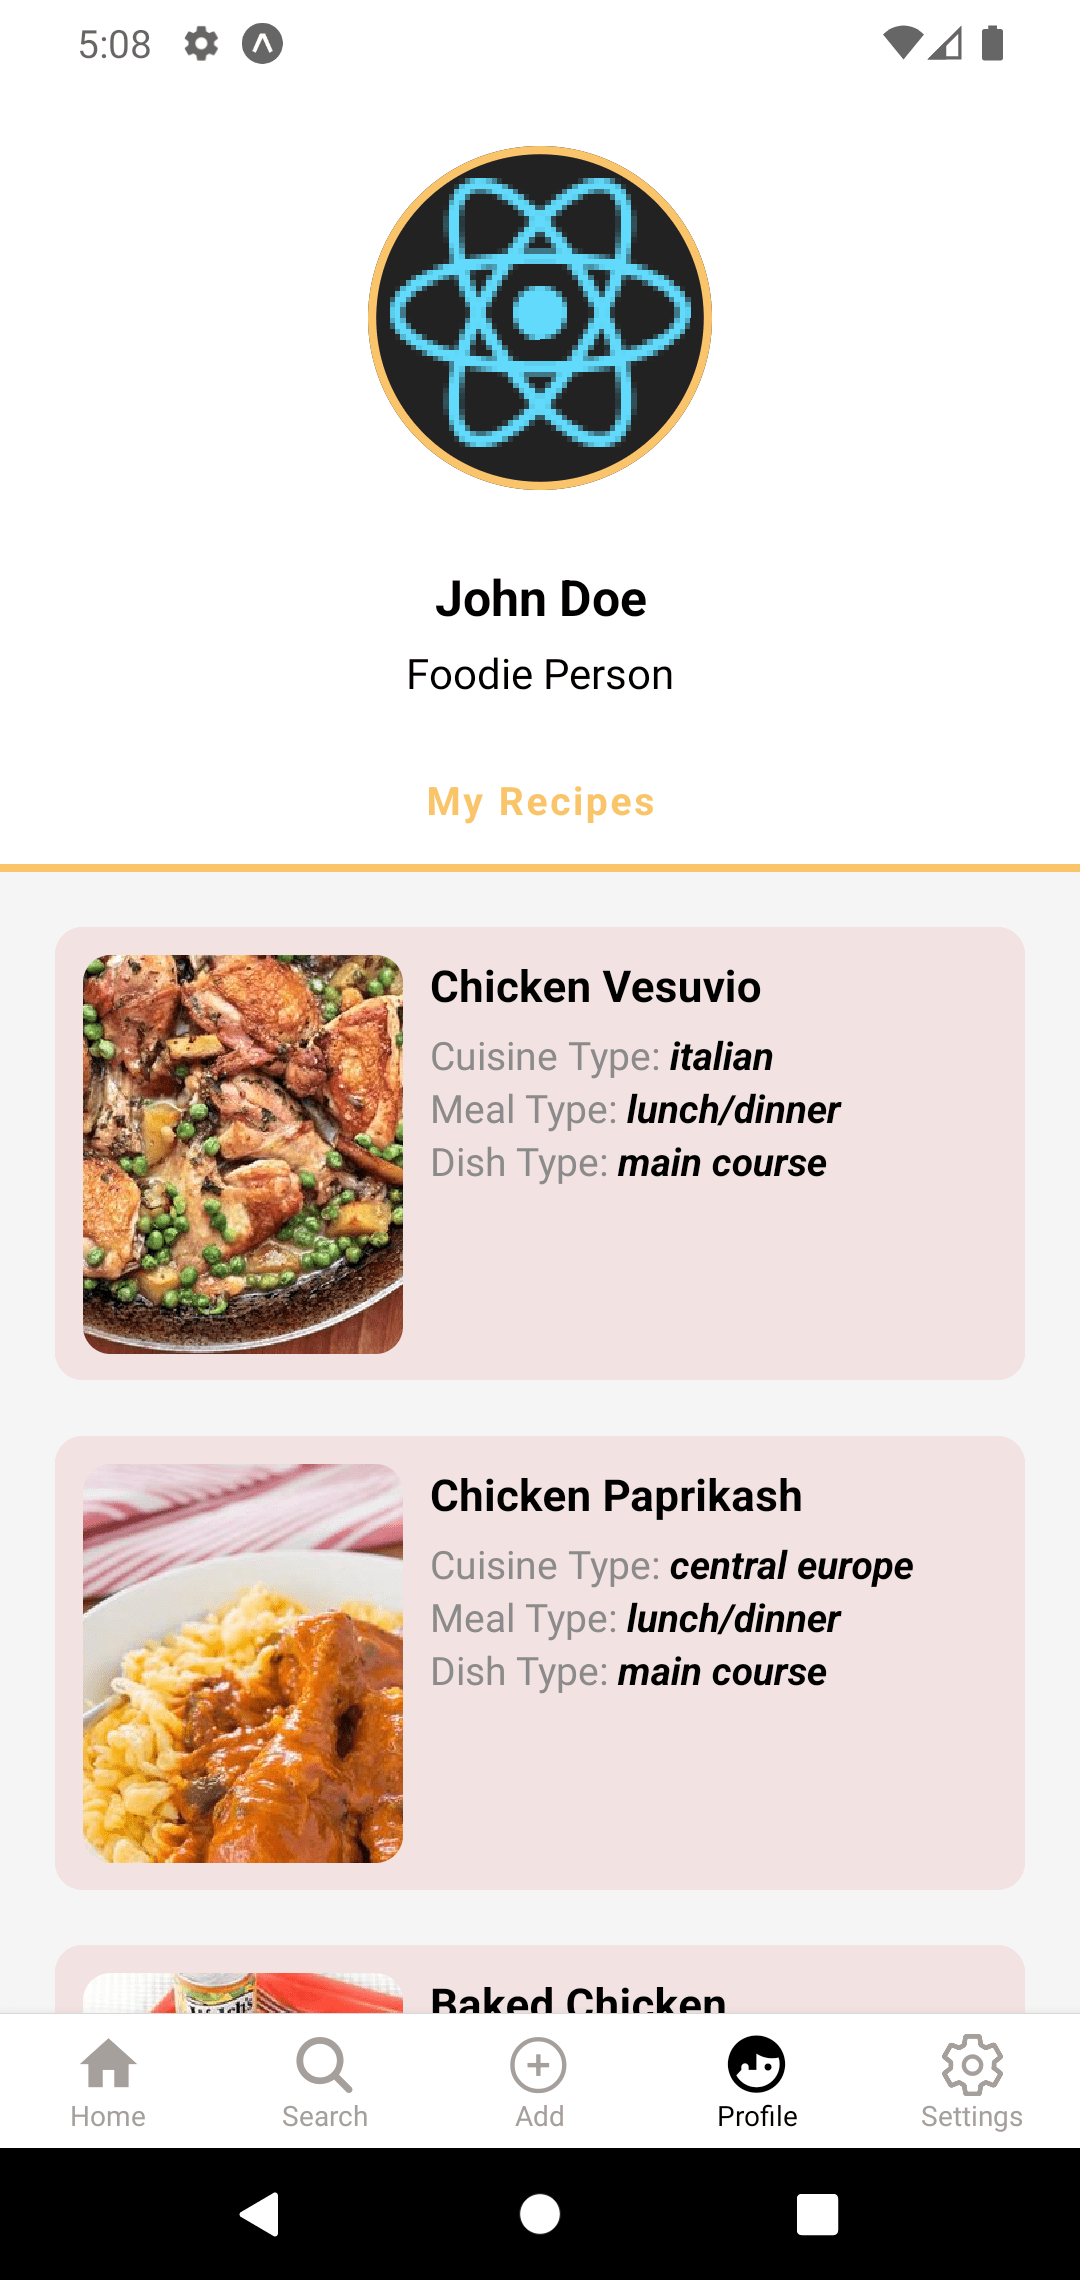 5:08
John Doe
Foodie Person
My Recipes
Chicken Vesuvio
Cuisine Type: italian
Meal Type: lunch/dinner
Dish Type: main course
Chicken Paprikash
Cuisine Type: central europe
Meal Type: lunch/dinner
Dish Type: main course
Baked Chicken
Home
Search
Add
Profile
Settings